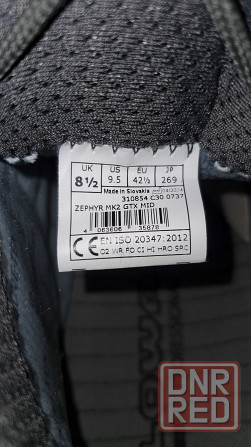 UK US EUR JP
8½ 9.5 42½ 269
Made in Slovakia
310854 C30 0737
ZEPHYR MK2 GTX MID
4 063606 35878
CE EN ISO 20347:2012
O2 WR FO CI HI HRO SRC
DNR
RED